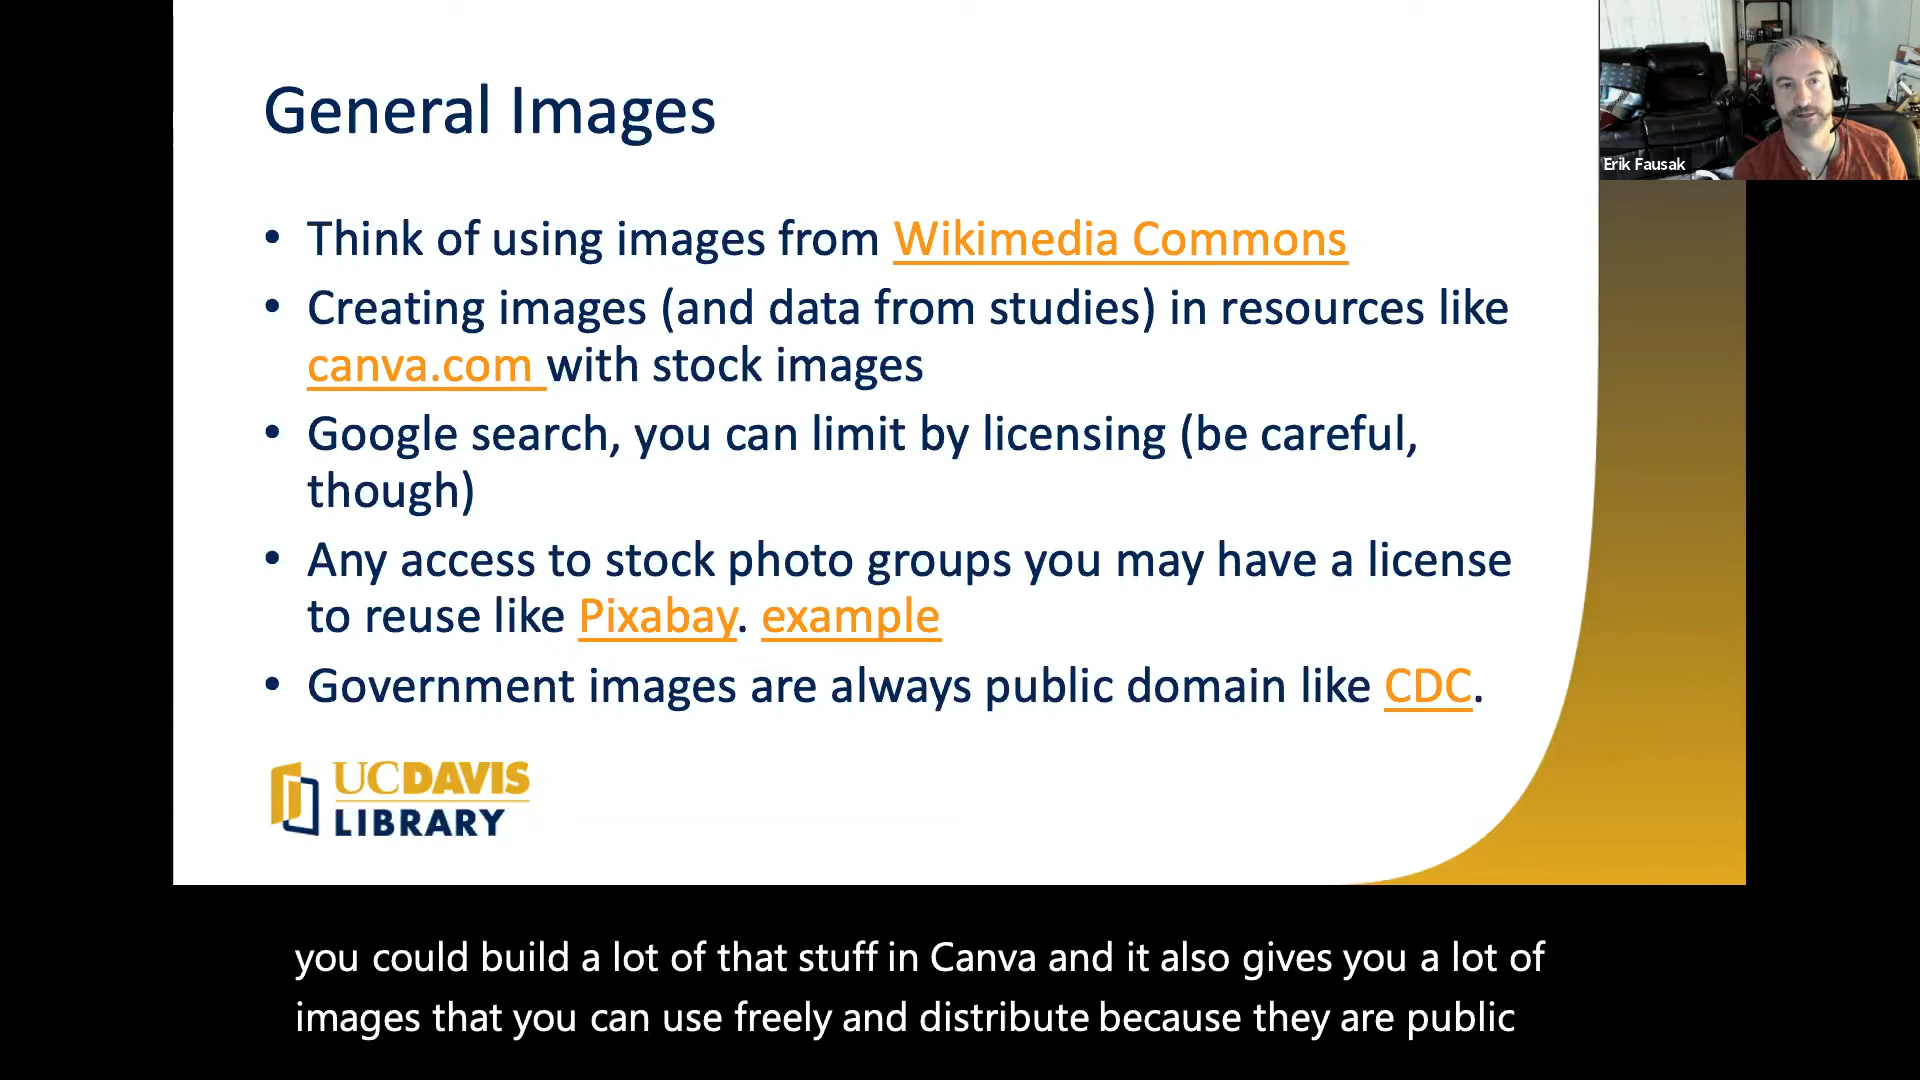 General Images
Erik Fausak
• Think of using images from Wikimedia Commons
• Creating images (and data from studies) in resources like
canva.com with stock images
• Google search, you can limit by licensing (be careful,
though)
• Any access to stock photo groups you may have a license
to reuse like Pixabay. example
• Government images are always public domain like CDC.
UCDAVIS
LIBRARY
you could build a lot of that stuff in Canva and it also gives you a lot of
images that you can use freely and distribute because they are public